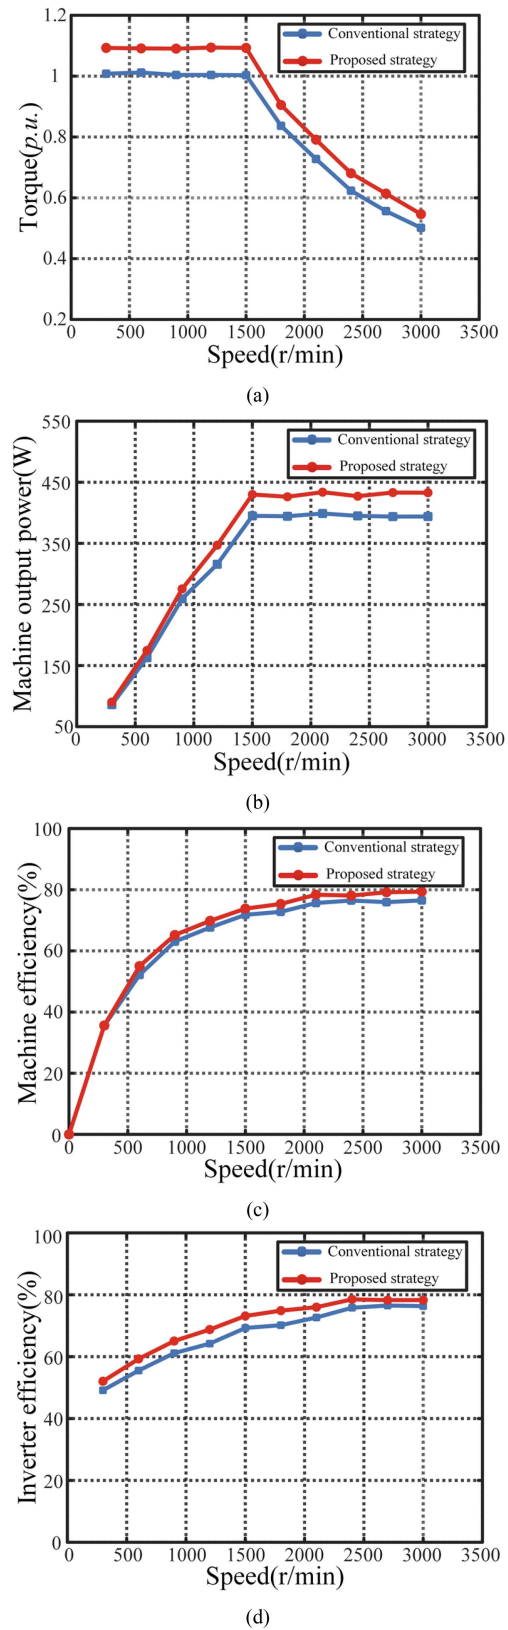 1.2
Conventional strategy
Proposed strategy
1
0.8
0.6
0.4
0.2
Torque(p.u.)
0 500 1000 1500 2000 2500 3000 3500
Speed(r/min)
(a)
550
Conventional strategy
Proposed strategy
450
350
250
150
50
Machine output power(W)
0 500 1000 1500 2000 2500 3000 3500
Speed(r/min)
(b)
100
Conventional strategy
Proposed strategy
80
60
40
20
0
Machine efficiency(%)
0 500 1000 1500 2000 2500 3000 3500
Speed(r/min)
(c)
100
Conventional strategy
Proposed strategy
80
60
40
20
0
Inverter efficiency(%)
0 500 1000 1500 2000 2500 3000 3500
Speed(r/min)
(d)